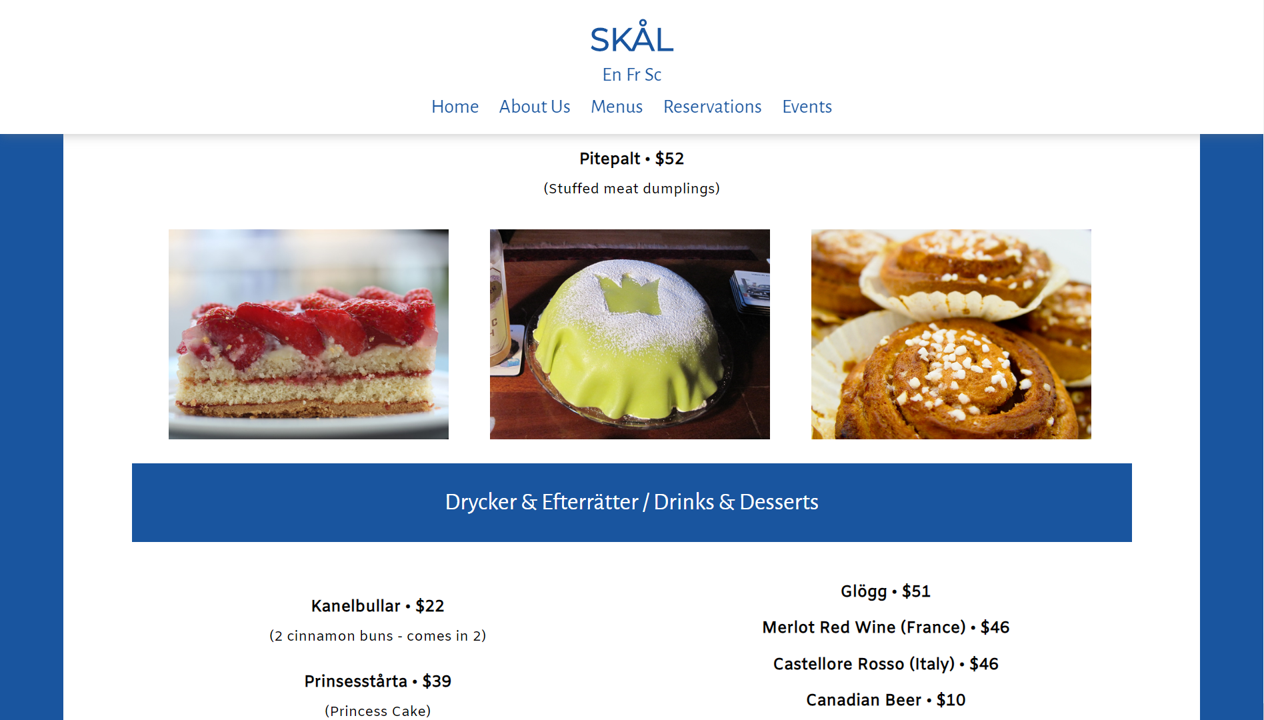 SKÅL
En Fr Sc
Home About Us Menus Reservations Events
Pitepalt • $52
(Stuffed meat dumplings)
Drycker & Efterrätter / Drinks & Desserts
Kanelbullar • $22
(2 cinnamon buns - comes in 2)
Prinsesstårta • $39
(Princess Cake)
Glögg • $51
Merlot Red Wine (France) • $46
Castellore Rosso (Italy) • $46
Canadian Beer • $10